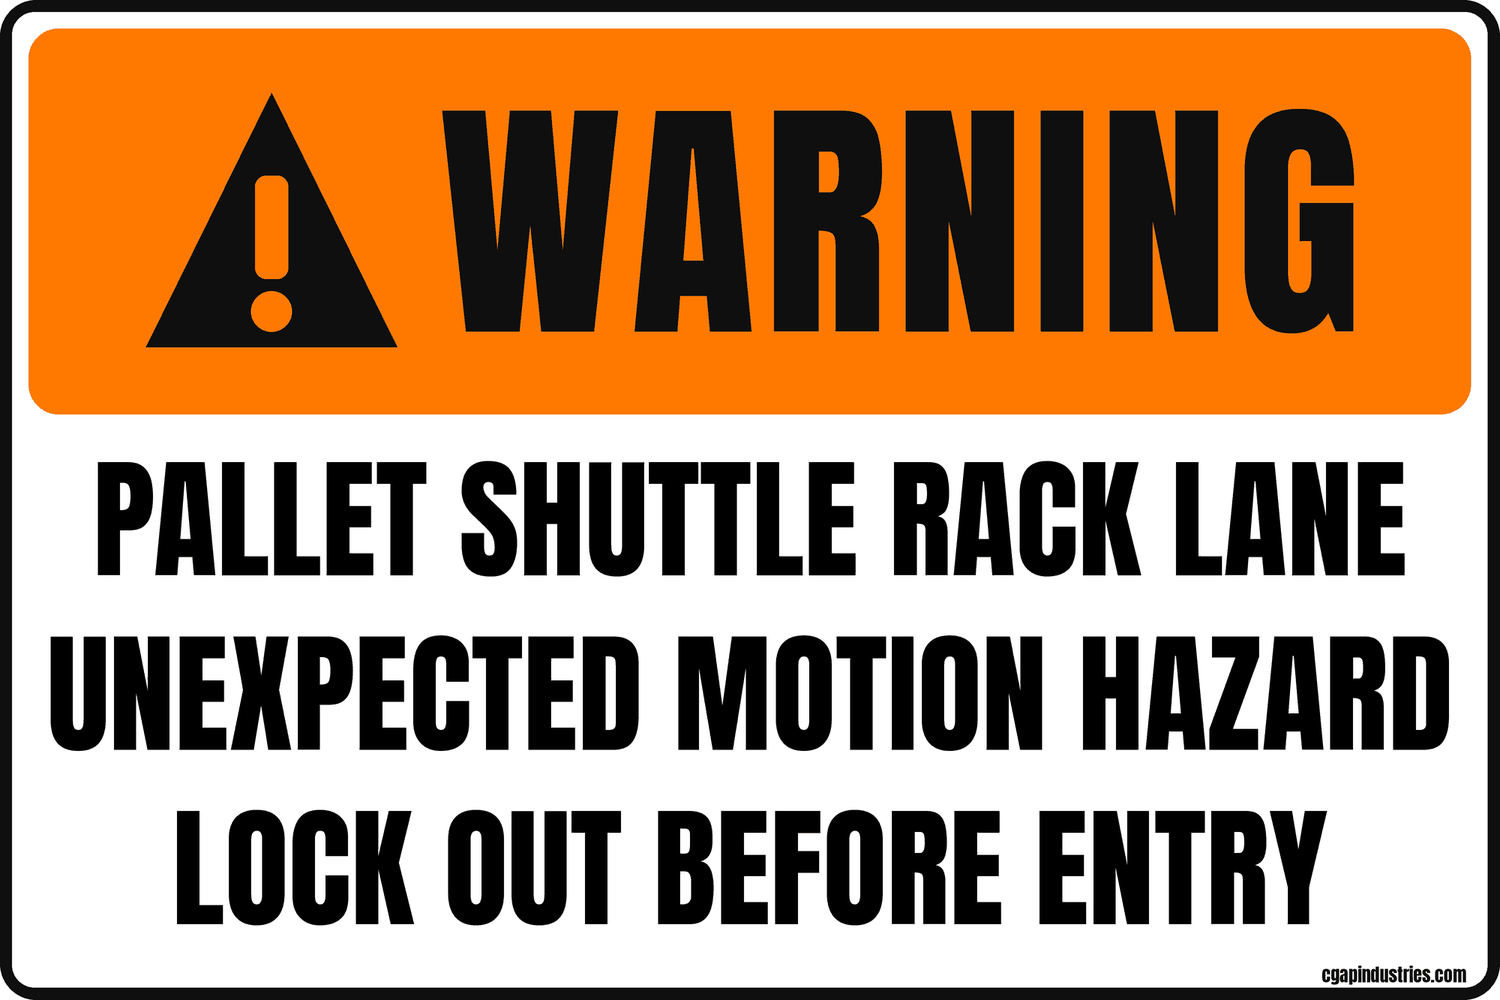 WARNING
PALLET SHUTTLE RACK LANE
UNEXPECTED MOTION HAZARD
LOCK OUT BEFORE ENTRY
cgapindustries.com